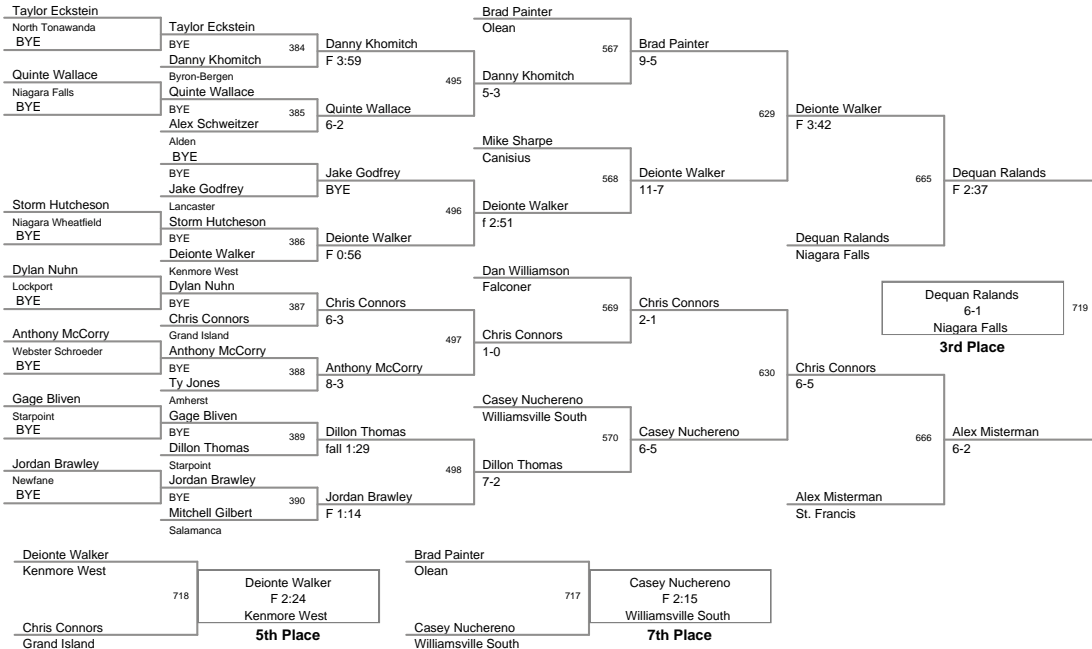 Taylor Eckstein
North Tonawanda
BYE
Quinte Wallace
Niagara Falls
BYE
Storm Hutcheson
Niagara Wheatfield
BYE
Dylan Nuhn
Lockport
BYE
Anthony McCorry
Webster Schroeder
BYE
Gage Bliven
Starpoint
BYE
Jordan Brawley
Newfane
BYE
Taylor Eckstein
BYE
384
Danny Khomitch
Byron-Bergen
Quinte Wallace
BYE
385
Alex Schweitzer
Alden
BYE
BYE
Jake Godfrey
Lancaster
Storm Hutcheson
BYE
386
Deionte Walker
Kenmore West
Dylan Nuhn
BYE
387
Chris Connors
Grand Island
Anthony McCorry
BYE
388
Ty Jones
Amherst
Gage Bliven
BYE
389
Dillon Thomas
Starpoint
Jordan Brawley
BYE
390
Mitchell Gilbert
Salamanca
Danny Khomitch
F 3:59
495
Quinte Wallace
6-2
Jake Godfrey
BYE
496
Deionte Walker
F 0:56
Chris Connors
6-3
497
Anthony McCorry
8-3
Dillon Thomas
fall 1:29
498
Jordan Brawley
F 1:14
Brad Painter
Olean
567
Danny Khomitch
5-3
Mike Sharpe
Canisius
568
Deionte Walker
f 2:51
Dan Williamson
Falconer
569
Chris Connors
1-0
Casey Nuchereno
Williamsville South
570
Dillon Thomas
7-2
Brad Painter
9-5
629
Deionte Walker
11-7
Chris Connors
2-1
630
Casey Nuchereno
6-5
Deionte Walker
F 3:42
665
Dequan Ralands
Niagara Falls
Chris Connors
6-5
666
Alex Misterman
St. Francis
Dequan Ralands
F 2:37
Dequan Ralands
6-1
Niagara Falls
719
3rd Place
Alex Misterman
6-2
Deionte Walker
Kenmore West
718
Chris Connors
Grand Island
Deionte Walker
F 2:24
Kenmore West
5th Place
Brad Painter
Olean
717
Casey Nuchereno
Williamsville South
Casey Nuchereno
F 2:15
Williamsville South
7th Place